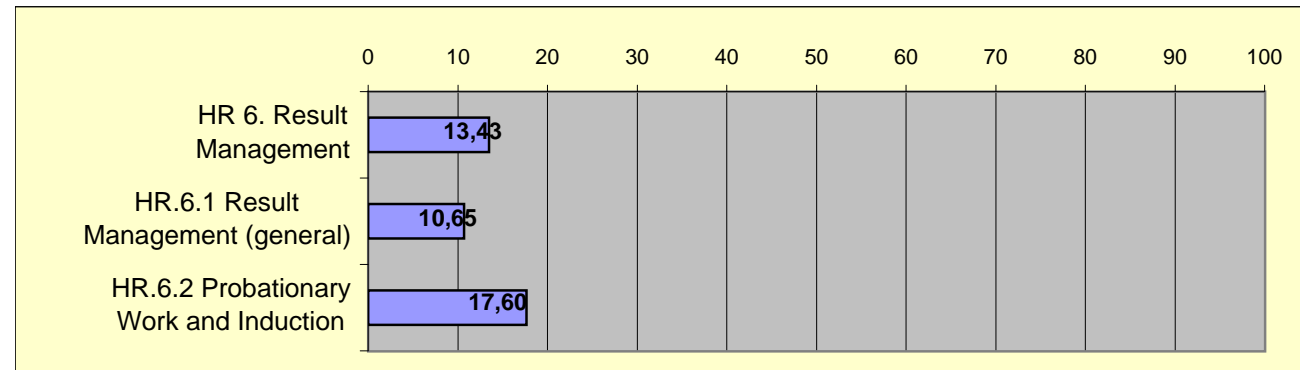 0 10 20 30 40 50 60 70 80 90 100
HR 6. Result
Management
13,43
HR.6.1 Result
Management (general)
10,65
HR.6.2 Probationary
Work and Induction
17,60